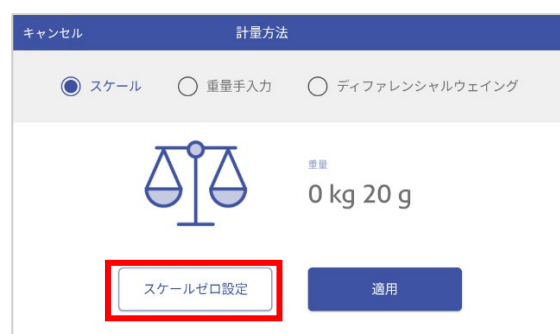 キャンセル 計量方法
スケール 重量手入力 ディファレンシャルウェイング
重量
0 kg 20 g
スケールゼロ設定 適用